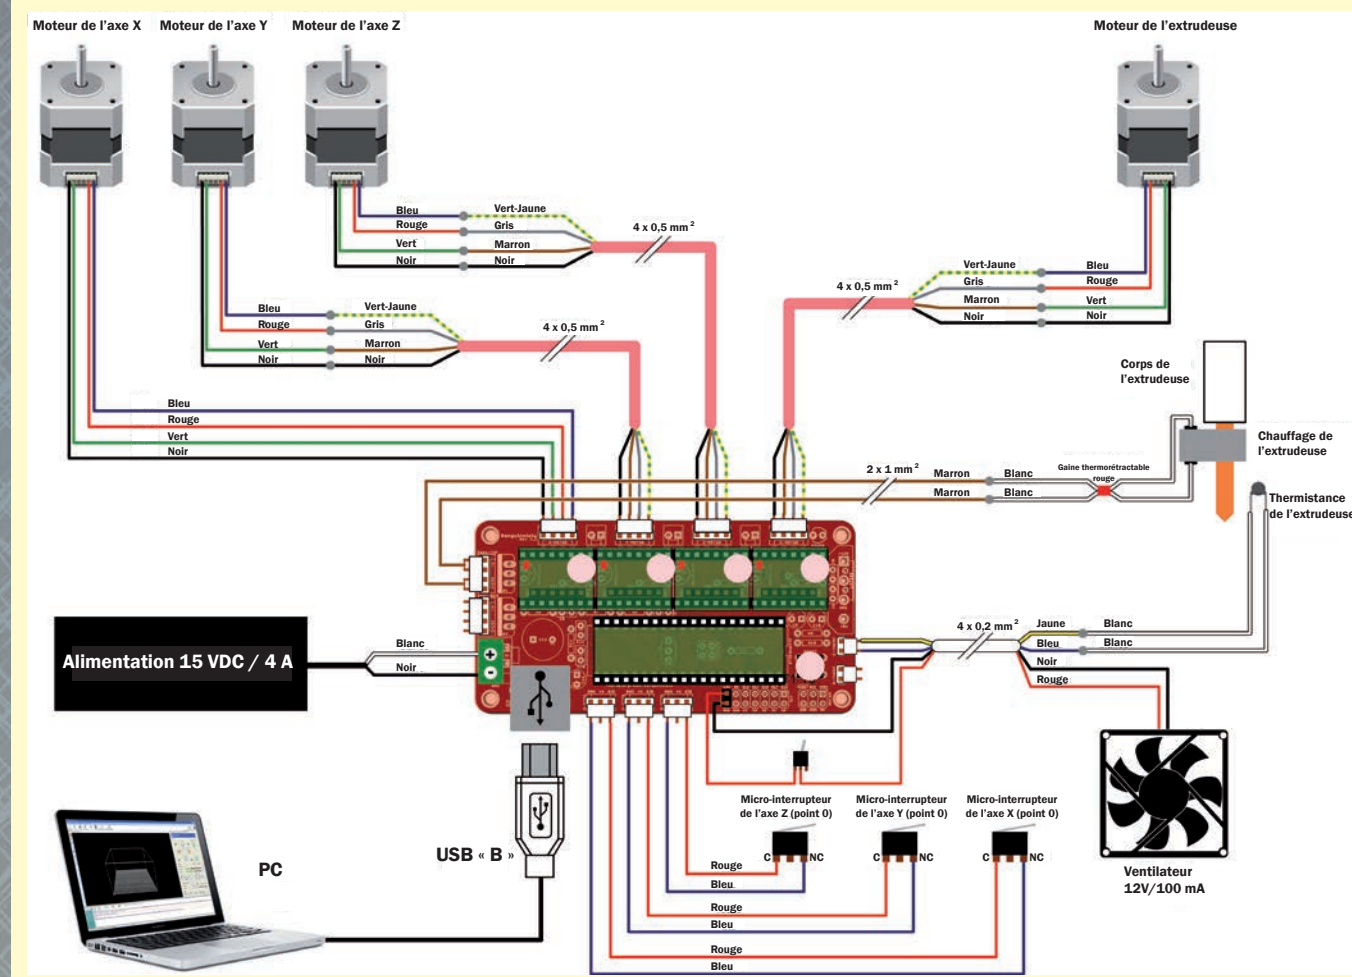 Moteur de l'axe X
Moteur de l'axe Y
Moteur de l'axe Z
Moteur de l'extrudeuse
Bleu
Vert-Jaune
Rouge
Gris
Vert
Marron
Noir
Noir
4 x 0,5 mm²
Vert-Jaune
Bleu
Gris
Rouge
Marron
Vert
Noir
Noir
4 x 0,5 mm²
Bleu
Vert-Jaune
Rouge
Gris
Vert
Marron
Noir
Noir
4 x 0,5 mm²
Corps de
l'extrudeuse
Bleu
Rouge
Vert
Noir
Chauffage de
l'extrudeuse
2 x 1 mm²
Marron
Blanc
Gaine thermorétractable
rouge
Marron
Blanc
Thermistance
de l'extrudeuse
4 x 0,2 mm²
Jaune
Blanc
Bleu
Blanc
Noir
Rouge
Alimentation 15 VDC / 4 A
Blanc
Noir
+
-
Micro-interrupteur
de l'axe Z (point 0)
Micro-interrupteur
de l'axe Y (point 0)
Micro-interrupteur
de l'axe X (point 0)
C
NC
C
NC
C
NC
Rouge
Bleu
Rouge
Bleu
Rouge
Bleu
PC
USB « B »
Ventilateur
12V/100 mA